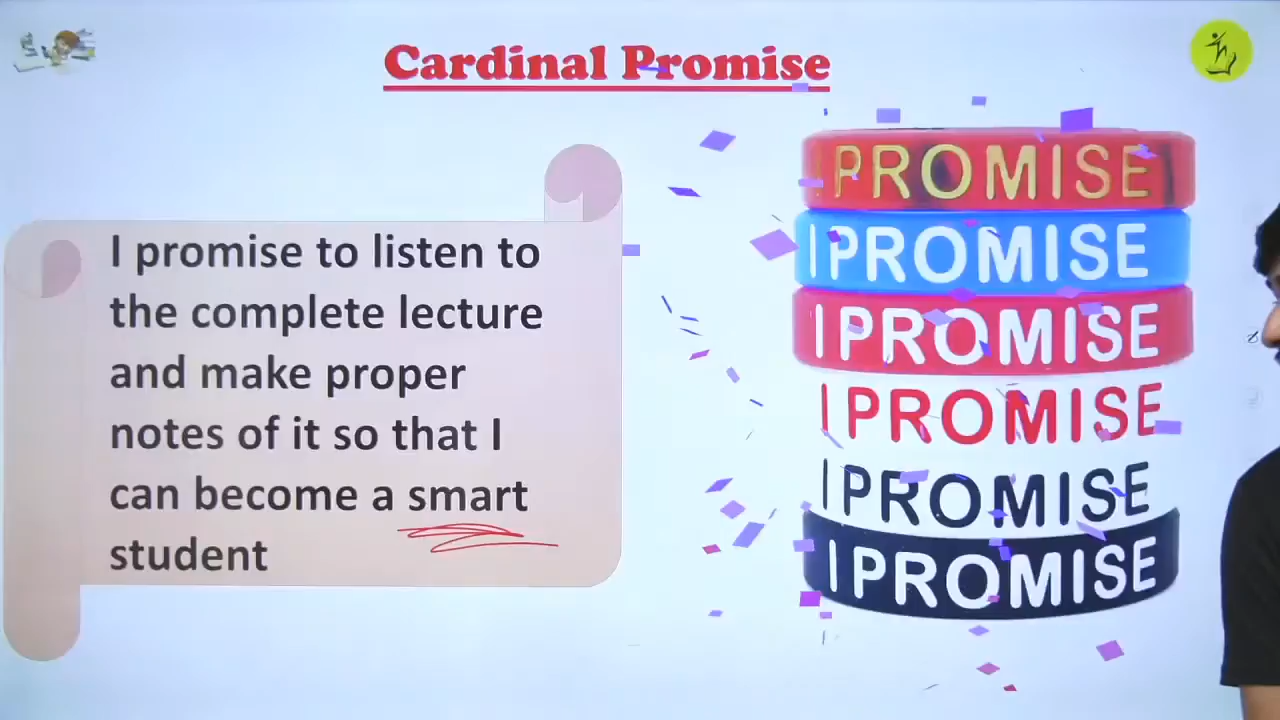 Cardinal Promise
I promise to listen to
the complete lecture
and make proper
notes of it so that I
can become a smart
student
I PROMISE
I PROMISE
I PROMISE
I PROMISE
I PROMISE
I PROMISE